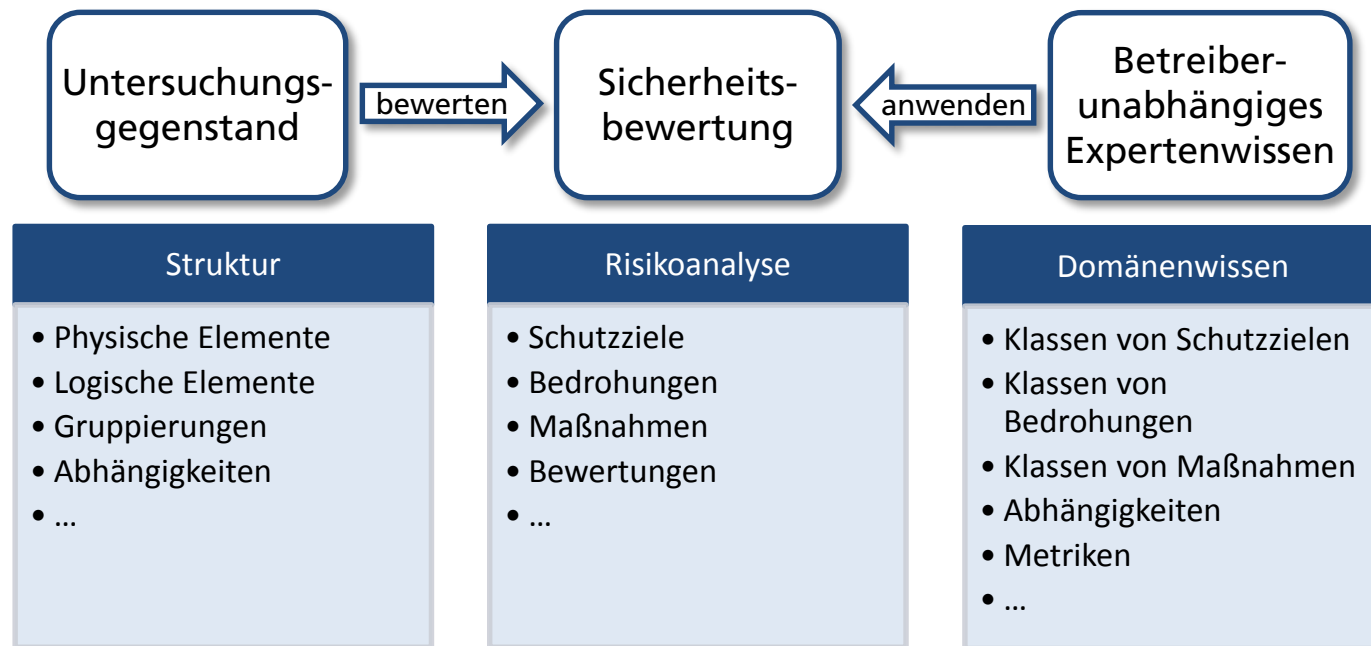 Untersuchungs-
gegenstand
bewerten
Sicherheits-
bewertung
anwenden
Betreiber-
unabhängiges
Expertenwissen
Struktur
• Physische Elemente
• Logische Elemente
• Gruppierungen
• Abhängigkeiten
• ...
Risikoanalyse
• Schutzziele
• Bedrohungen
• Maßnahmen
• Bewertungen
• ...
Domänenwissen
• Klassen von Schutzzielen
• Klassen von
Bedrohungen
• Klassen von Maßnahmen
• Abhängigkeiten
• Metriken
• ...